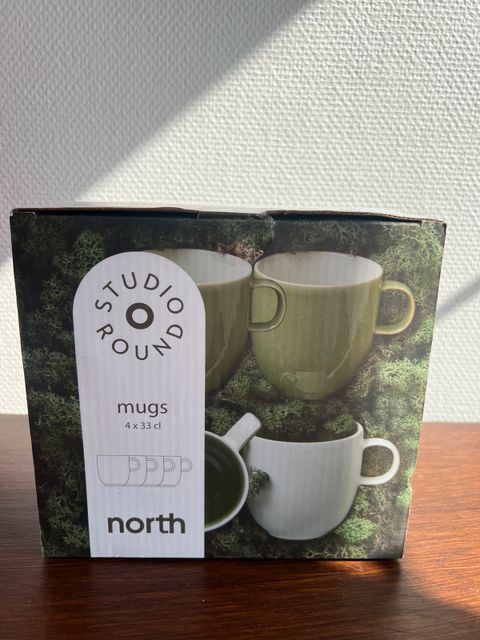 STUDIO
ROUND
mugs
4 x 33 cl
north